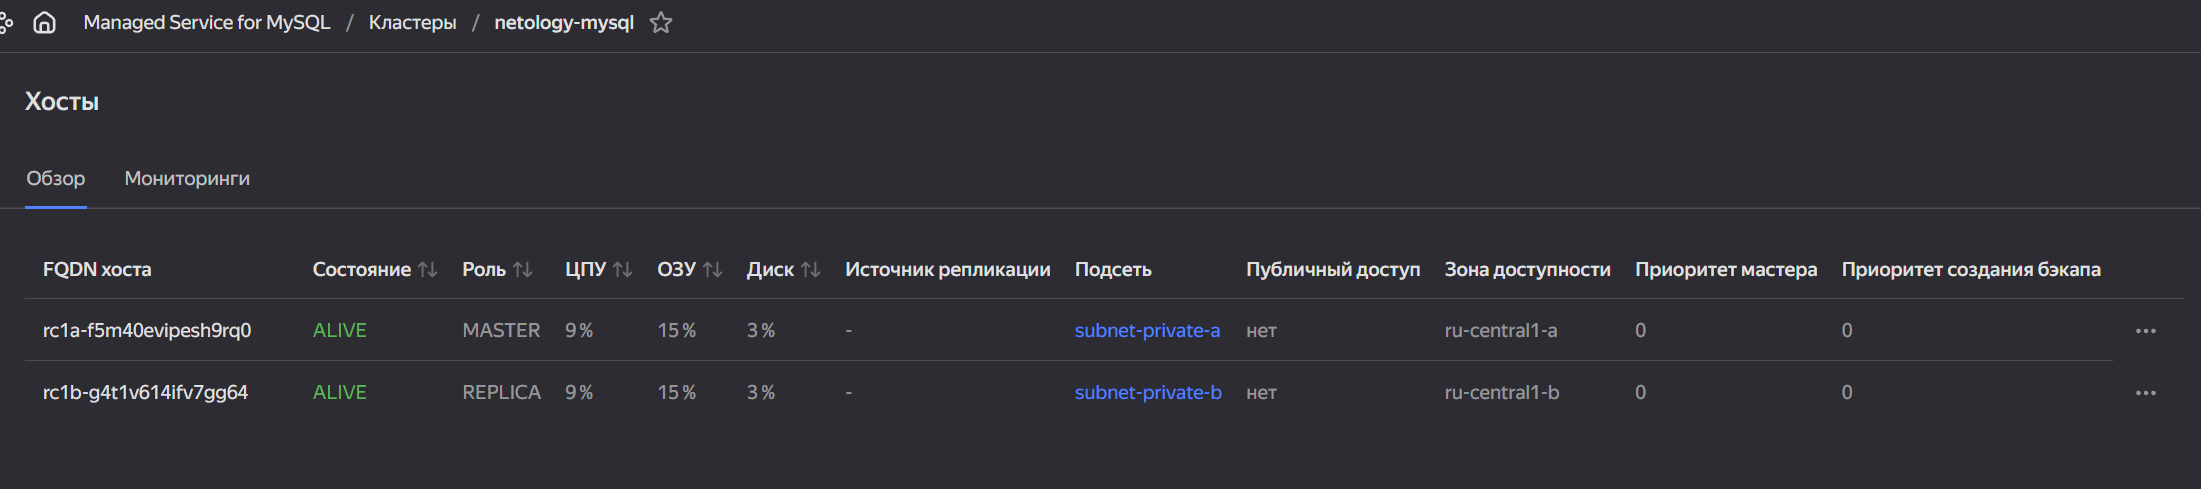 Managed Service for MySQL / Кластеры / netology-mysql
Хосты
Обзор Мониторинги
FQDN хоста Состояние Роль ЦПУ ОЗУ Диск Источник репликации Подсеть Публичный доступ Зона доступности Приоритет мастера Приоритет создания бэкапа
rc1a-f5m40evipesh9rq0 ALIVE MASTER 9 % 15 % 3 % - subnet-private-a нет ru-central1-a 0 0
rc1b-g4t1v614ifv7gg64 ALIVE REPLICA 9 % 15 % 3 % - subnet-private-b нет ru-central1-b 0 0